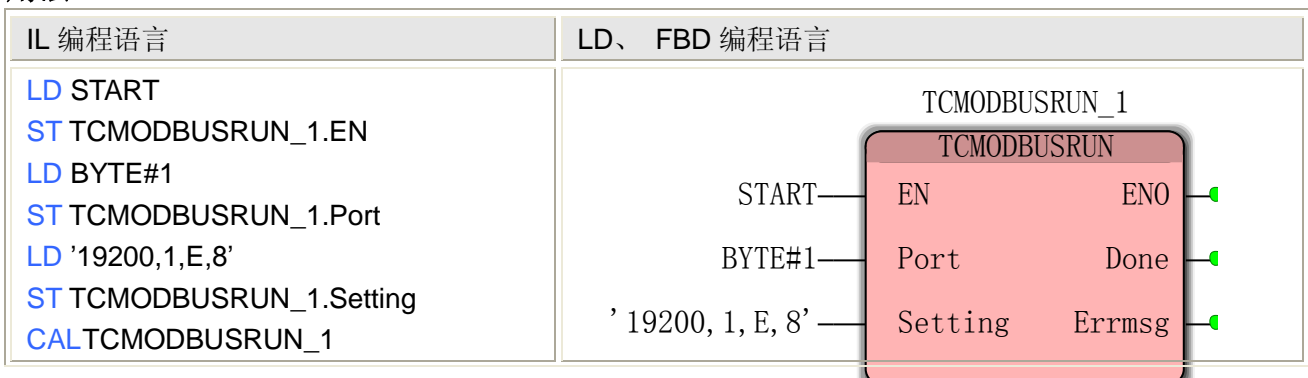 IL 编程语言
LD、 FBD 编程语言
LD START
ST TCMODBUSRUN_1.EN
LD BYTE#1
ST TCMODBUSRUN_1.Port
LD '19200,1,E,8’
ST TCMODBUSRUN_1.Setting
CALTCMODBUSRUN_1
TCMODBUSRUN_1
TCMODBUSRUN
START EN ENO
BYTE#1 Port Done
’19200,1,E,8’ Setting Errmsg